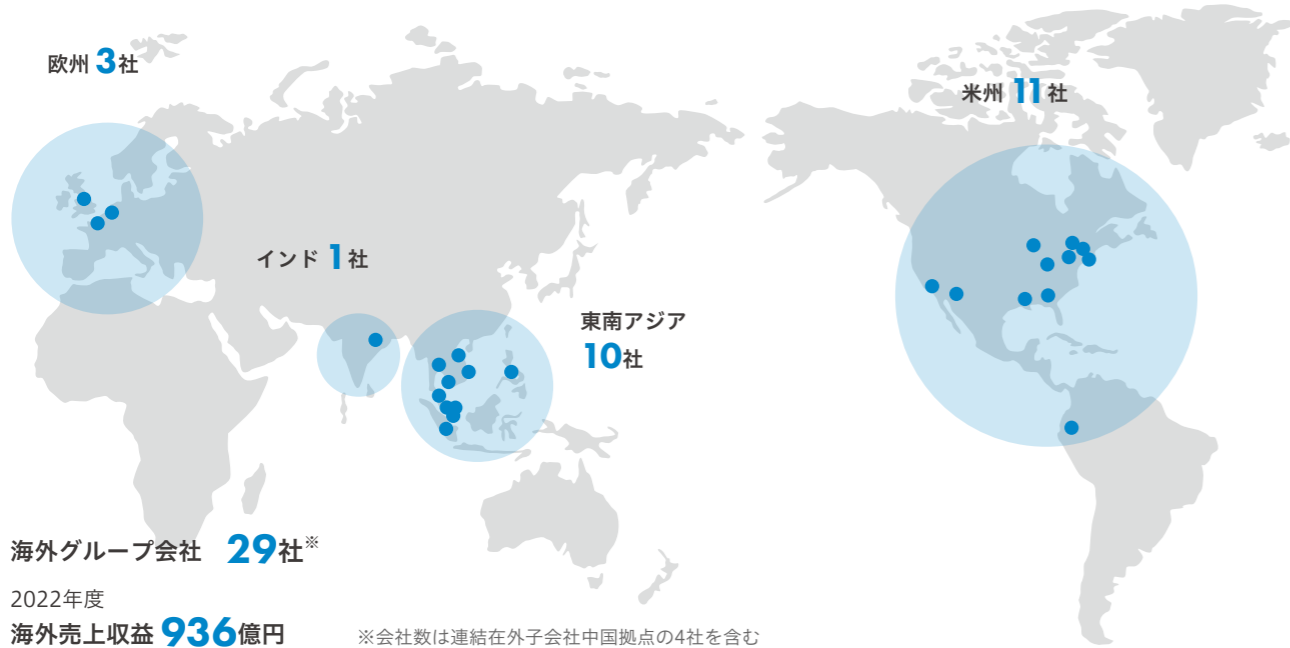 欧州 3社
米州 11社
インド 1社
東南アジア
10社
海外グループ会社 29社※
2022年度
海外売上収益 936億円
※会社数は連結在外子会社中国拠点の4社を含む